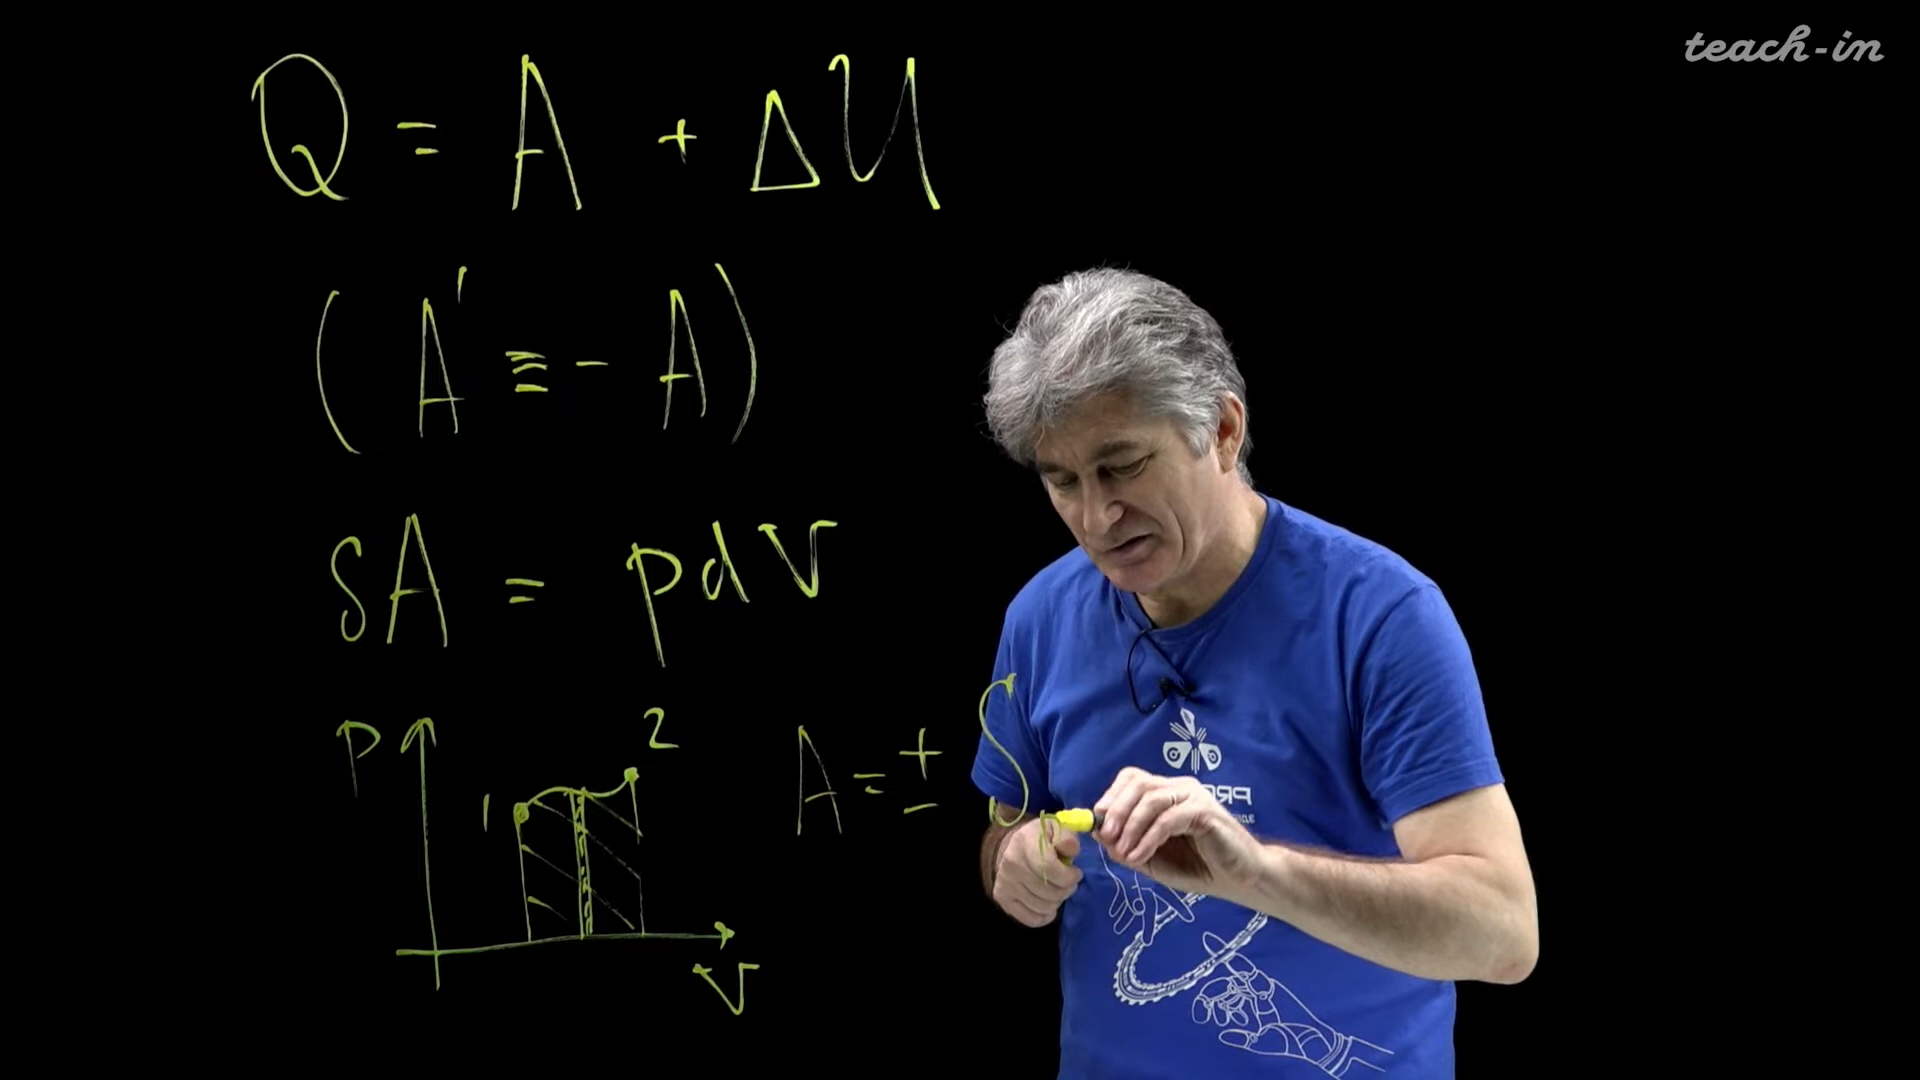 teach-in
Q = A + ΔU
(A' ≡ - A)
δA = pdV
P
1
2
V
A = ±S